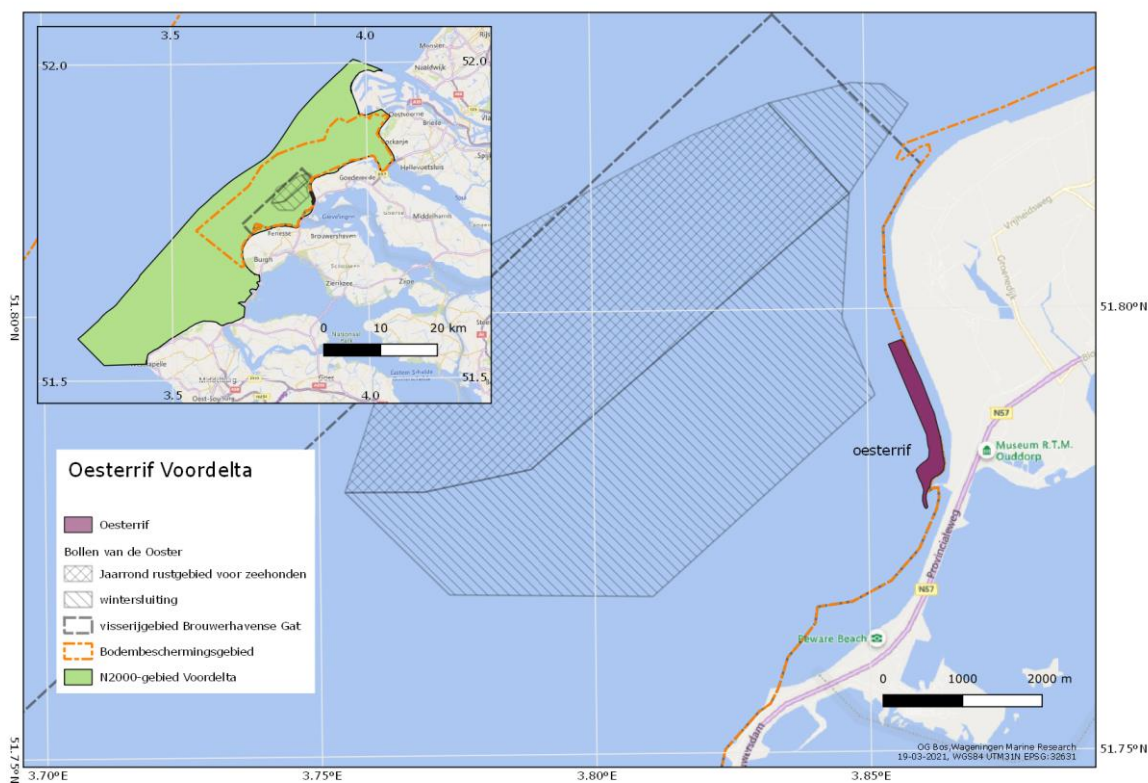 3.5
4.0
52.0
52.0
Naaldwijk
Brielle
Hellevoetsluis
Goedereede
Middelharnis
Renesse
Brouwershaven
Burgh
Zierikzee
0 10 20 km
51.5
51.5
Middelburg
Goes
3.5
4.0
51.80°N
51.80°N
Vrijheidsweg
Groenedijk
N57
Museum R.T.M.
Ouddorp
oesterrif
Provincialeweg
N57
Eeware Beach
Oesterrif Voordelta
Oesterrif
Bollen van de Ooster
Jaarrond rustgebied voor zeehonden
wintersluiting
visserijgebied Brouwerhavense Gat
Bodembeschermingsgebied
N2000-gebied Voordelta
0 1000 2000 m
OG Bos,Wageningen Marine Research
19-03-2021, WGS84 UTM31N EPSG:32631
51.75°N
51.75°N
3.70°E
3.75°E
3.80°E
3.85°E